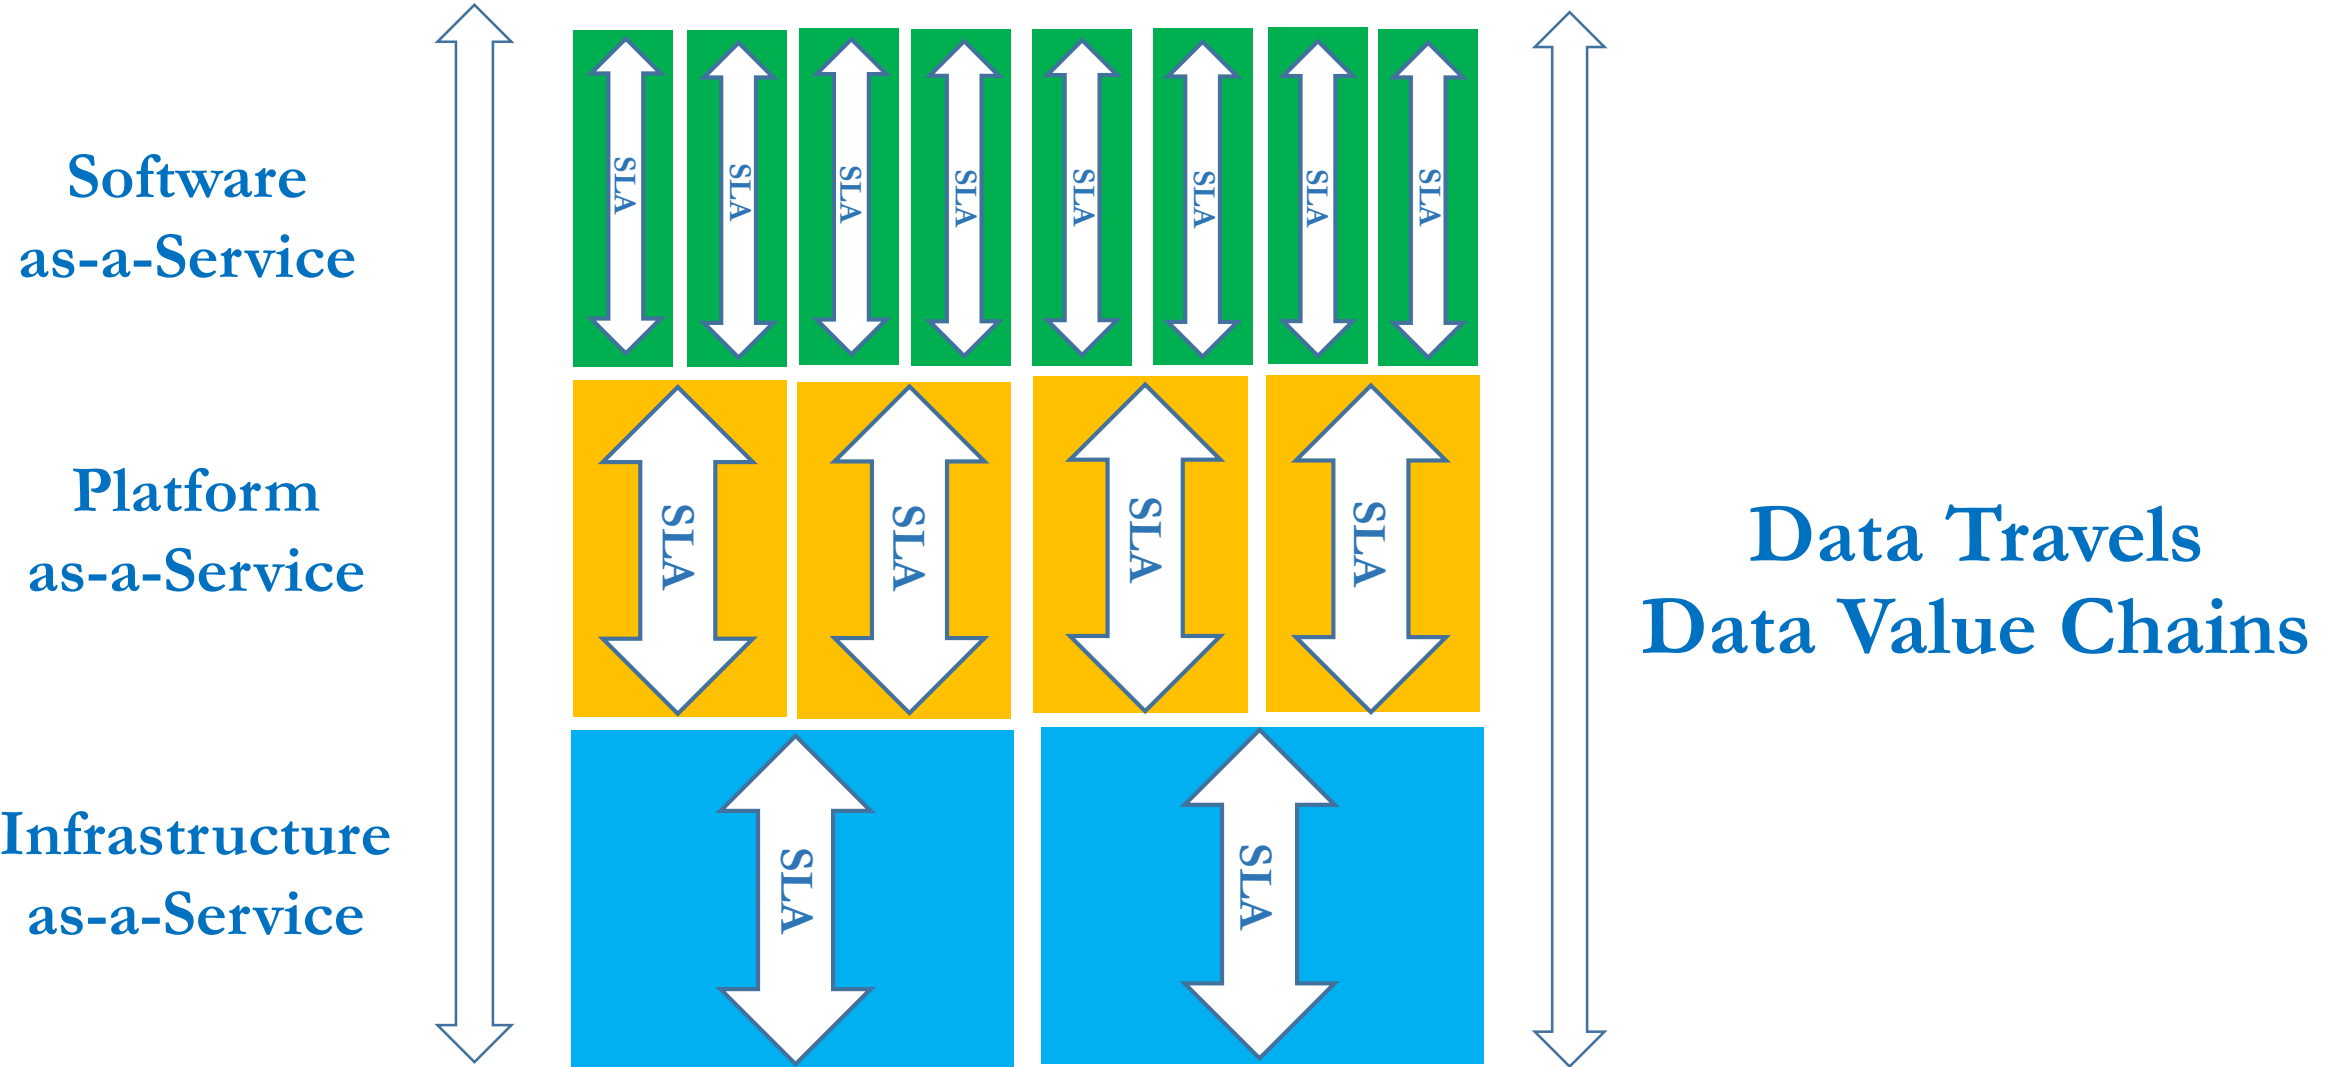 Software
as-a-Service
SLA
SLA
SLA
SLA
SLA
SLA
SLA
SLA
Platform
as-a-Service
SLA
SLA
SLA
SLA
Data Travels
Data Value Chains
Infrastructure
as-a-Service
SLA
SLA